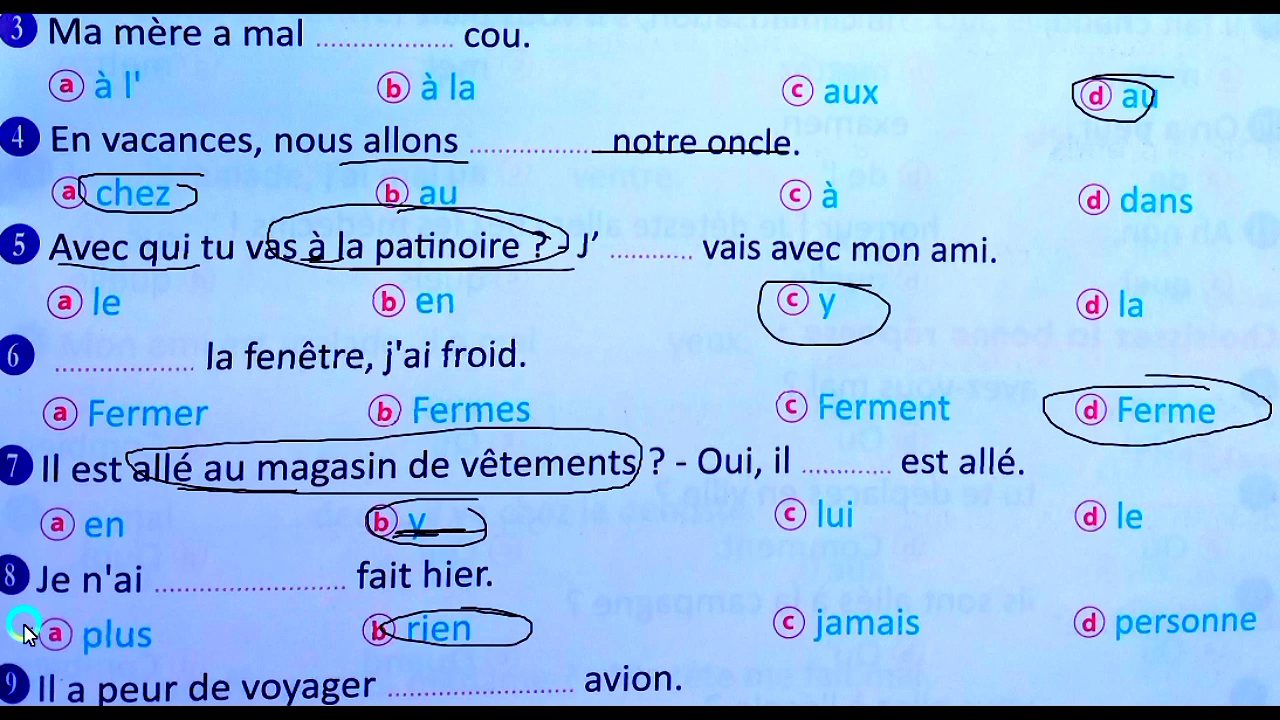 3 Ma mère a mal .................... cou.
a à l' b à la c aux d au
4 En vacances, nous allons .................... notre oncle.
a chez b au c à d dans
5 Avec qui tu vas à la patinoire ? - J’ ............ vais avec mon ami.
a le b en c y d la
6 .................... la fenêtre, j'ai froid.
a Fermer b Fermes c Ferment d Ferme
7 Il est allé au magasin de vêtements ? - Oui, il ............ est allé.
a en b y c lui d le
8 Je n'ai ............................ fait hier.
a plus b rien c jamais d personne
9 Il a peur de voyager ............................ avion.